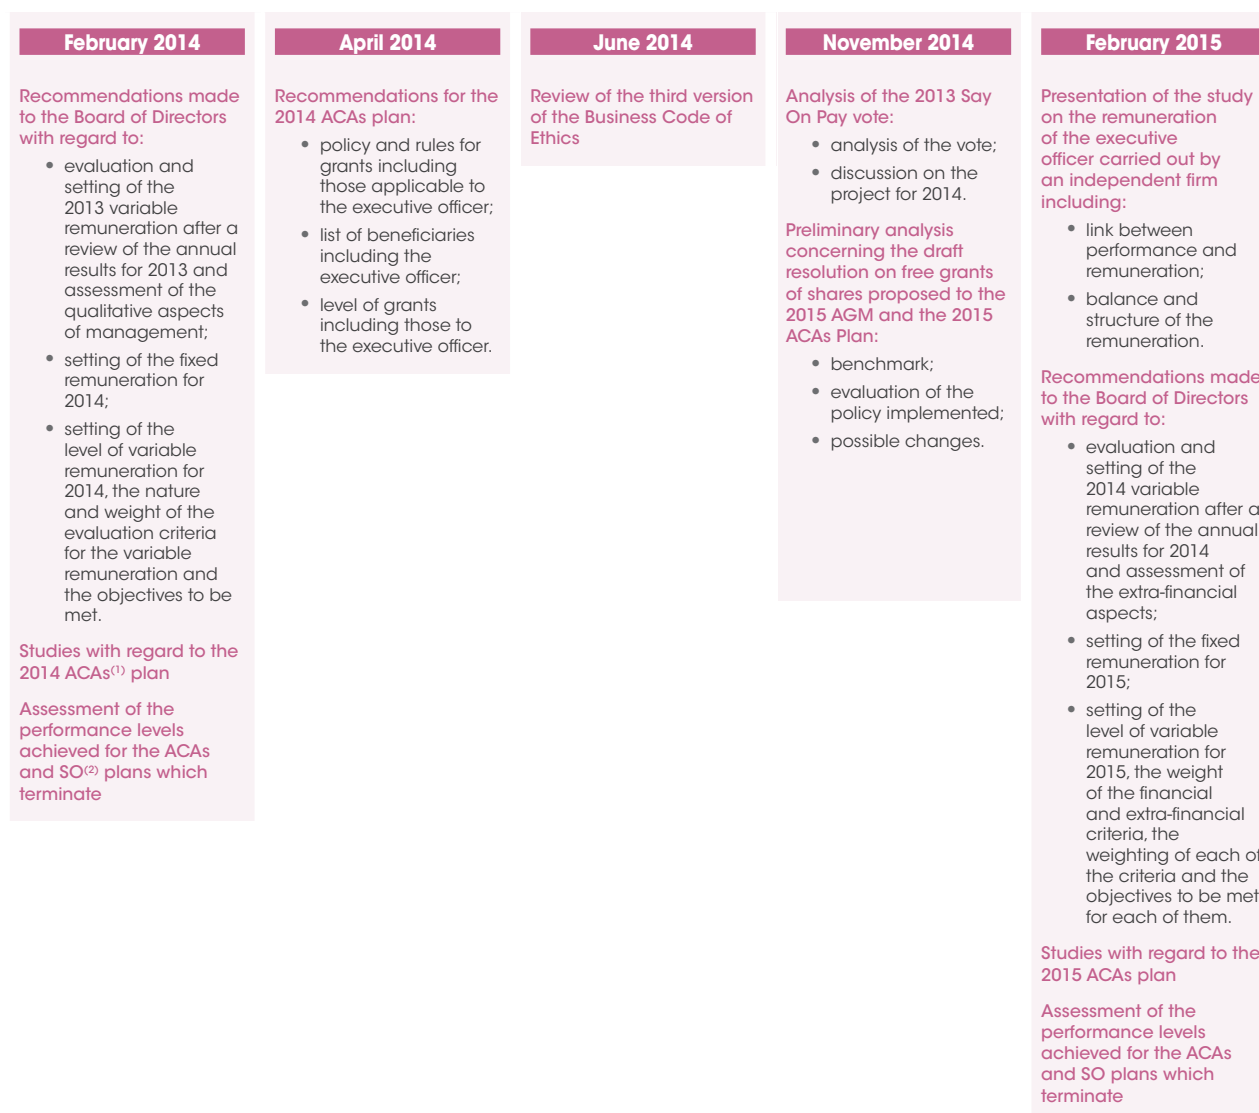 February 2014
Recommendations made
to the Board of Directors
with regard to:
• evaluation and
setting of the
2013 variable
remuneration after a
review of the annual
results for 2013 and
assessment of the
qualitative aspects
of management;
• setting of the fixed
remuneration for
2014;
• setting of the
level of variable
remuneration for
2014, the nature
and weight of the
evaluation criteria
for the variable
remuneration and
the objectives to be
met.
Studies with regard to the
2014 ACAs(1) plan
Assessment of the
performance levels
achieved for the ACAs
and SO(2) plans which
terminate
April 2014
Recommendations for the
2014 ACAs plan:
• policy and rules for
grants including
those applicable to
the executive officer;
• list of beneficiaries
including the
executive officer;
• level of grants
including those to
the executive officer.
June 2014
Review of the third version
of the Business Code of
Ethics
November 2014
Analysis of the 2013 Say
On Pay vote:
• analysis of the vote;
• discussion on the
project for 2014.
Preliminary analysis
concerning the draft
resolution on free grants
of shares proposed to the
2015 AGM and the 2015
ACAs Plan:
• benchmark;
• evaluation of the
policy implemented;
• possible changes.
February 2015
Presentation of the study
on the remuneration
of the executive
officer carried out by
an independent firm
including:
• link between
performance and
remuneration;
• balance and
structure of the
remuneration.
Recommendations made
to the Board of Directors
with regard to:
• evaluation and
setting of the
2014 variable
remuneration after a
review of the annual
results for 2014
and assessment of
the extra-financial
aspects;
• setting of the fixed
remuneration for
2015;
• setting of the
level of variable
remuneration for
2015, the weight
of the financial
and extra-financial
criteria, the
weighting of each of
the criteria and the
objectives to be met
for each of them.
Studies with regard to the
2015 ACAs plan
Assessment of the
performance levels
achieved for the ACAs
and SO plans which
terminate